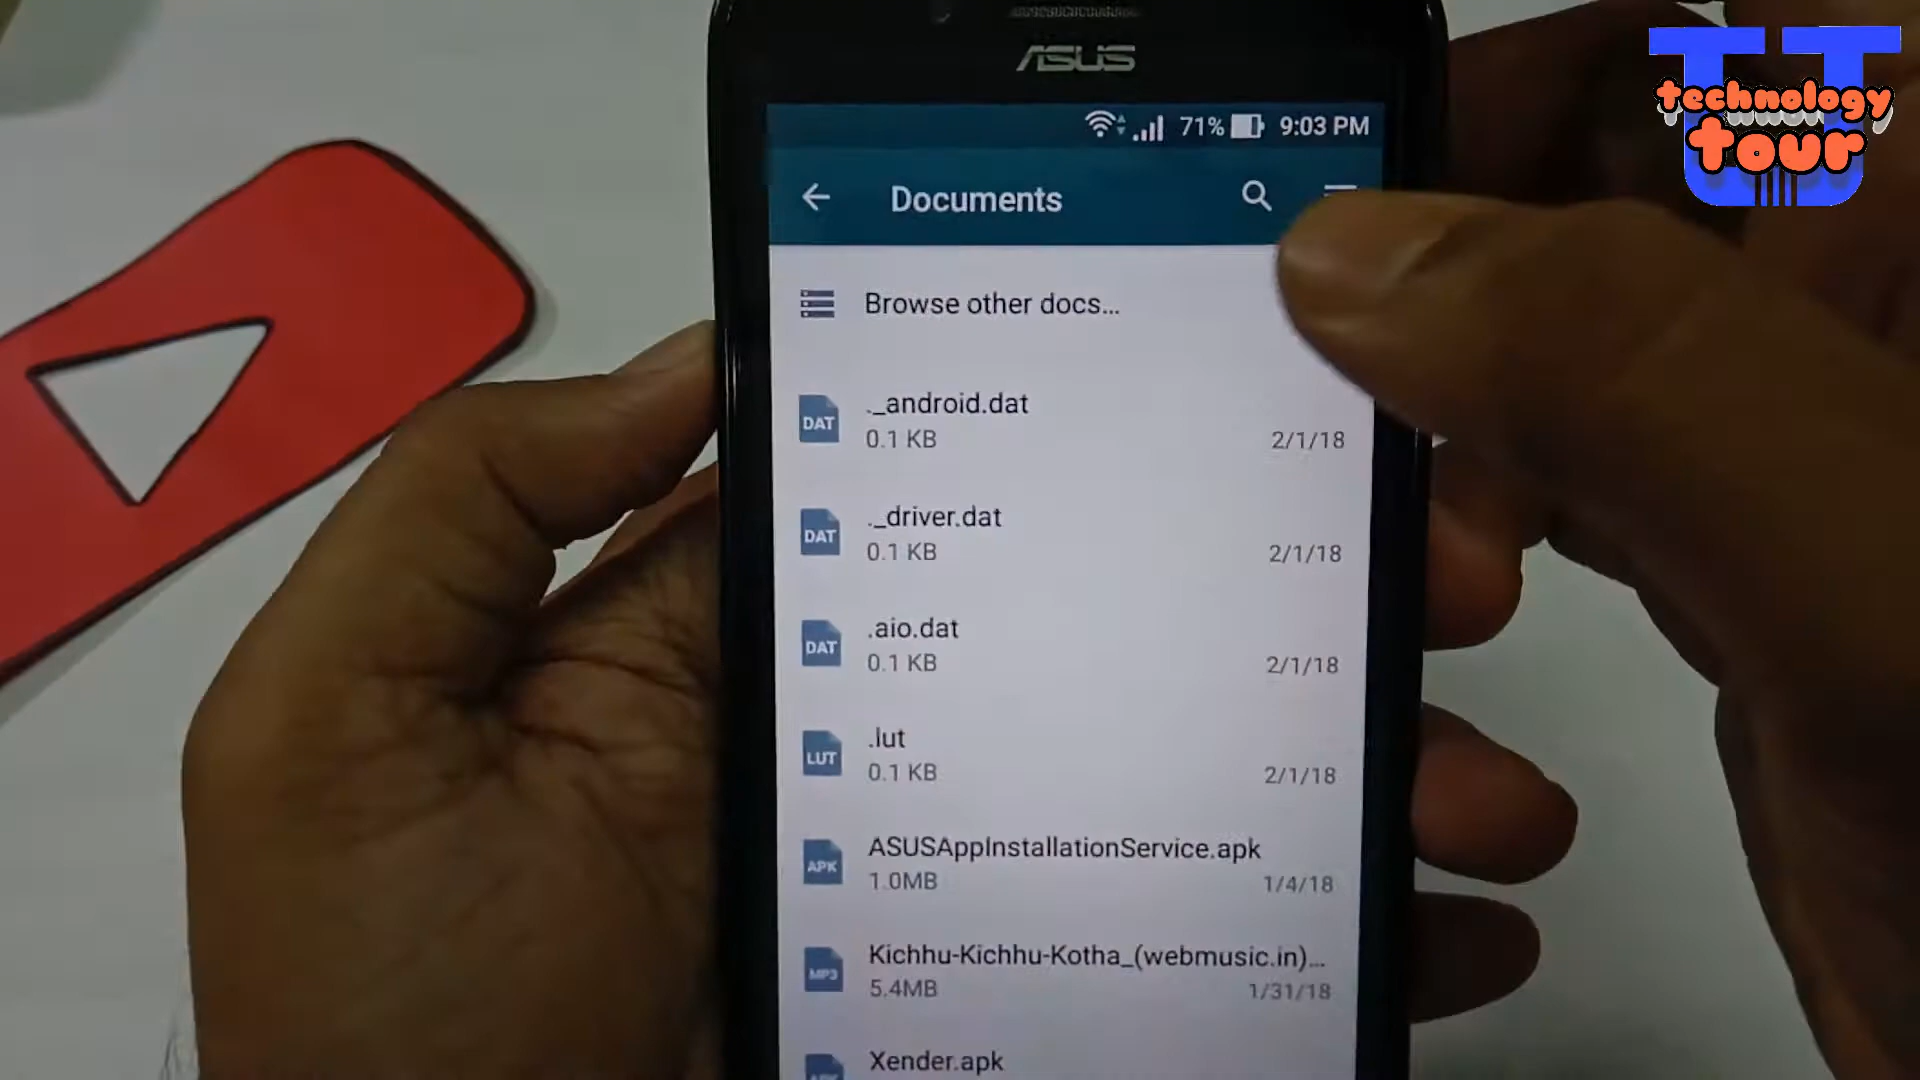 ASUS
71% 9:03 PM
Documents
Browse other docs...
._android.dat
0.1 KB 2/1/18
._driver.dat
0.1 KB 2/1/18
.aio.dat
0.1 KB 2/1/18
.lut
0.1 KB 2/1/18
ASUSAppInstallationService.apk
1.0MB 1/4/18
Kichhu-Kichhu-Kotha_(webmusic.in)...
5.4MB 1/31/18
Xender.apk
DAT
DAT
DAT
LUT
APK
MP3
APK
TT
technology
tour